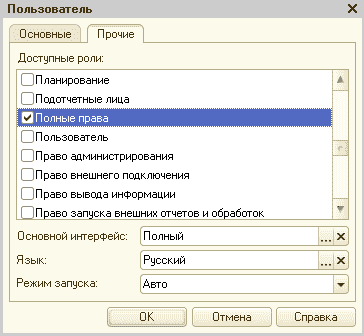 Пользователь
Основные Прочие
Доступные роли:
Планирование
Подотчетные лица
Полные права
Пользователь
Право администрирования
Право внешнего подключения
Право вывода информации
Право запуска внешних отчетов и обработок
Основной интерфейс: Полный ...
Язык: Русский ...
Режим запуска: Авто
OK Отмена Справка